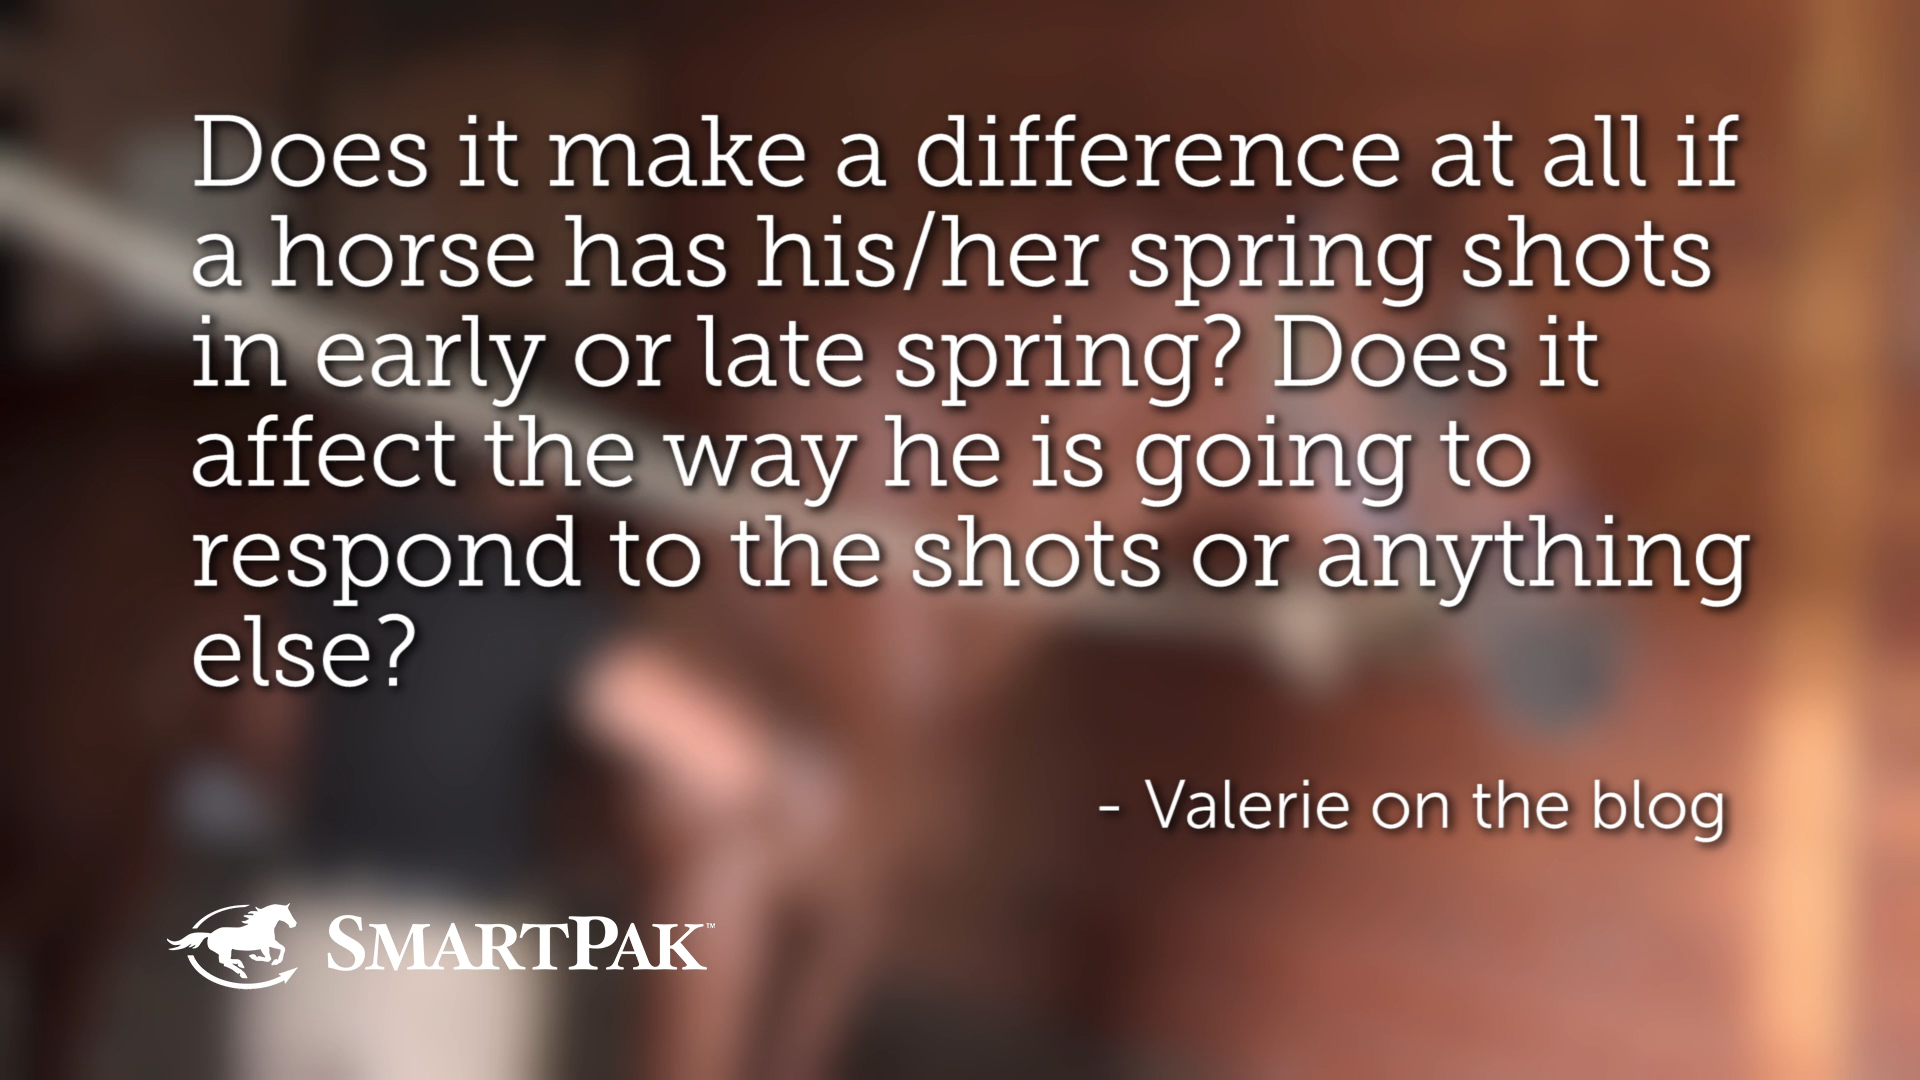 Does it make a difference at all if
a horse has his/her spring shots
in early or late spring? Does it
affect the way he is going to
respond to the shots or anything
else?
- Valerie on the blog
SMARTPAK™